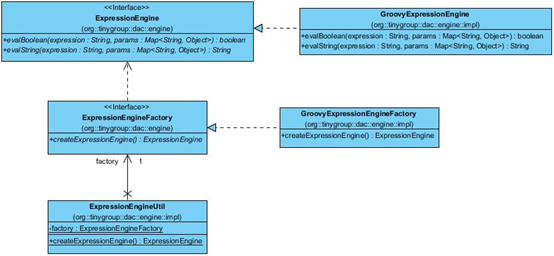 <<Interface>>
ExpressionEngine
(org::tinygroup::dac::engine)
+evalBoolean(expression : String, params : Map<String, Object>) : boolean
+evalString(expression : String, params : Map<String, Object>) : String
GroovyExpressionEngine
(org::tinygroup::dac::engine::impl)
+evalBoolean(expression : String, params : Map<String, Object>) : boolean
+evalString(expression : String, params : Map<String, Object>) : String
<<Interface>>
ExpressionEngineFactory
(org::tinygroup::dac::engine)
+createExpressionEngine() : ExpressionEngine
GroovyExpressionEngineFactory
(org::tinygroup::dac::engine::impl)
+createExpressionEngine() : ExpressionEngine
factory 1
ExpressionEngineUtil
(org::tinygroup::dac::engine::impl)
-factory : ExpressionEngineFactory
+createExpressionEngine() : ExpressionEngine